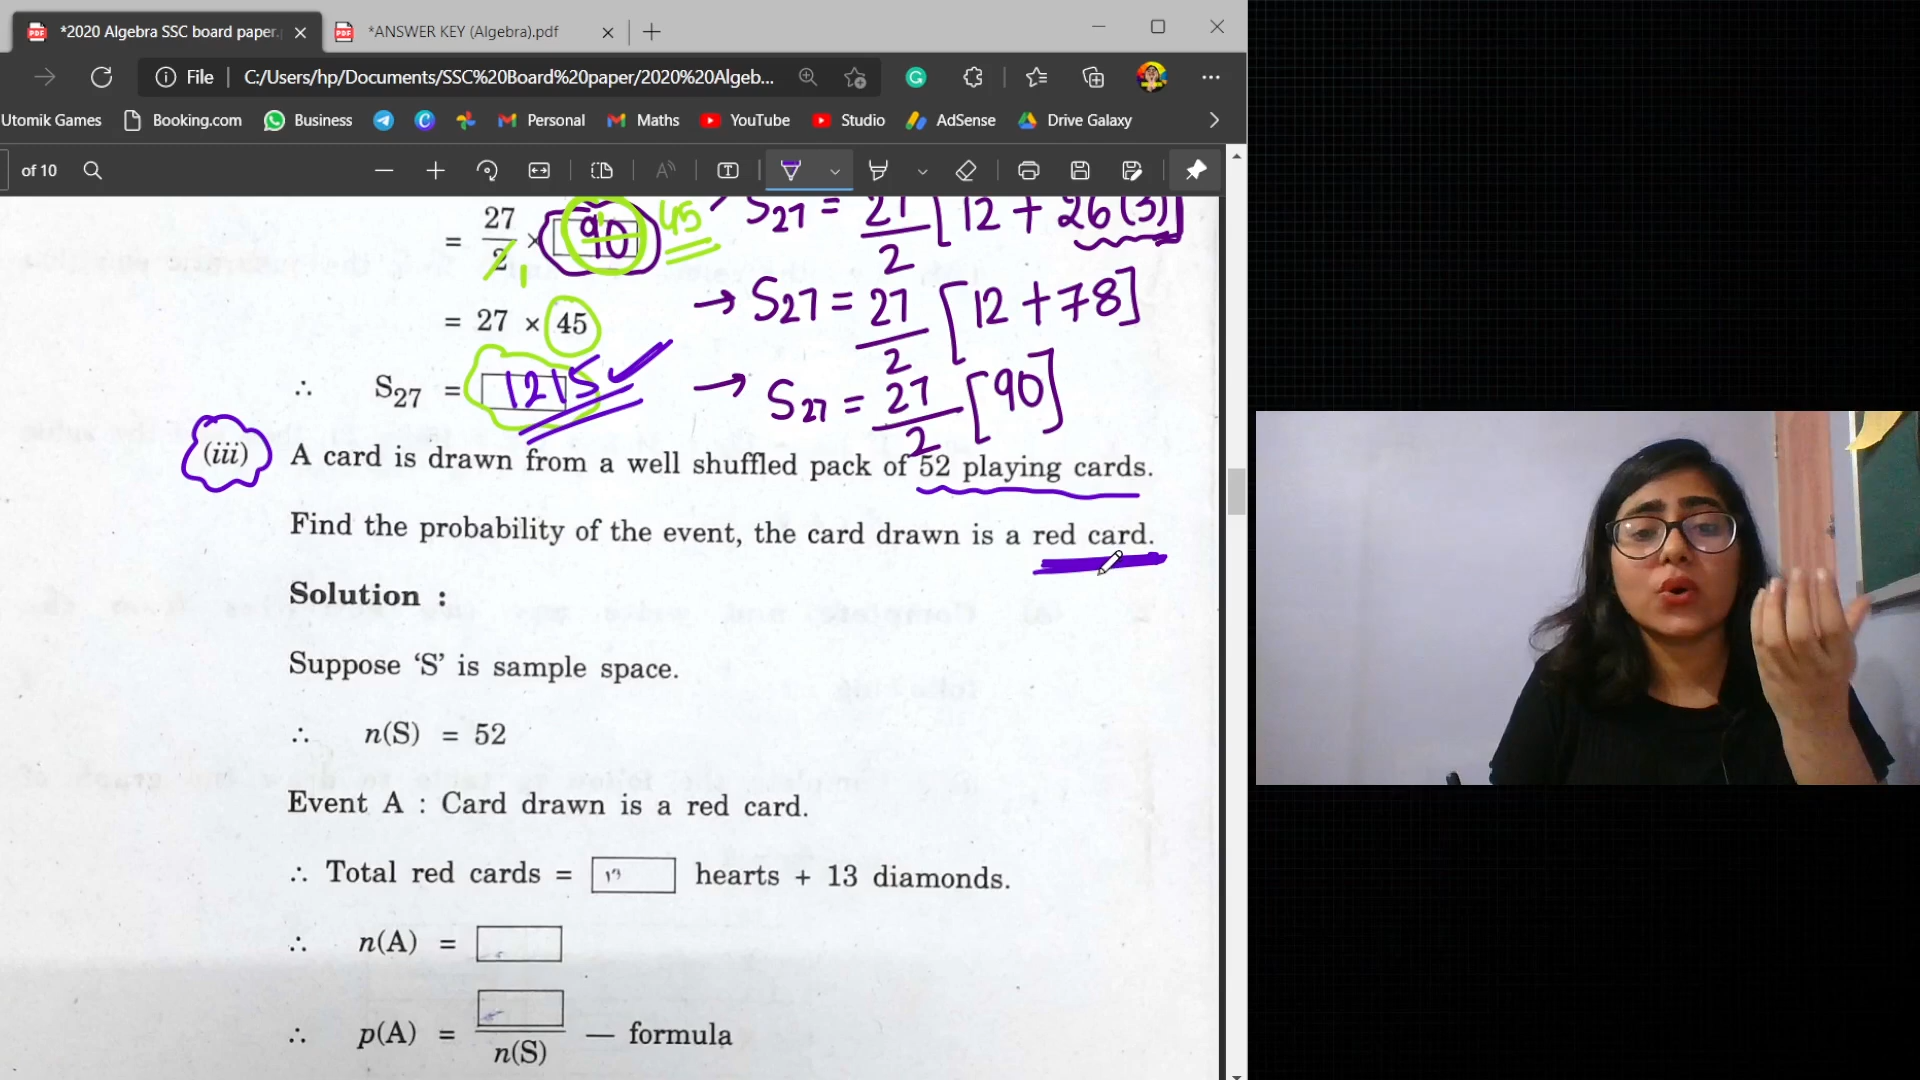 *2020 Algebra SSC board paper.
*ANSWER KEY (Algebra).pdf
File
C:/Users/hp/Documents/SSC%20Board%20paper/2020%20Algeb...
Utomik Games
Booking.com
Business
Personal
Maths
YouTube
Studio
AdSense
Drive Galaxy
of 10
= 27/2 × 90 45
1
= 27 × 45
∴ S27 = 1215
S27 = 27/2 [12 + 26(3)]
→ S27 = 27/2 [12 + 78]
→ S27 = 27/2 [90]
(iii) A card is drawn from a well shuffled pack of 52 playing cards.
Find the probability of the event, the card drawn is a red card.
Solution :
Suppose ‘S’ is sample space.
∴ n(S) = 52
Event A : Card drawn is a red card.
∴ Total red cards = hearts + 13 diamonds.
∴ n(A) =
∴ p(A) = / n(S) — formula